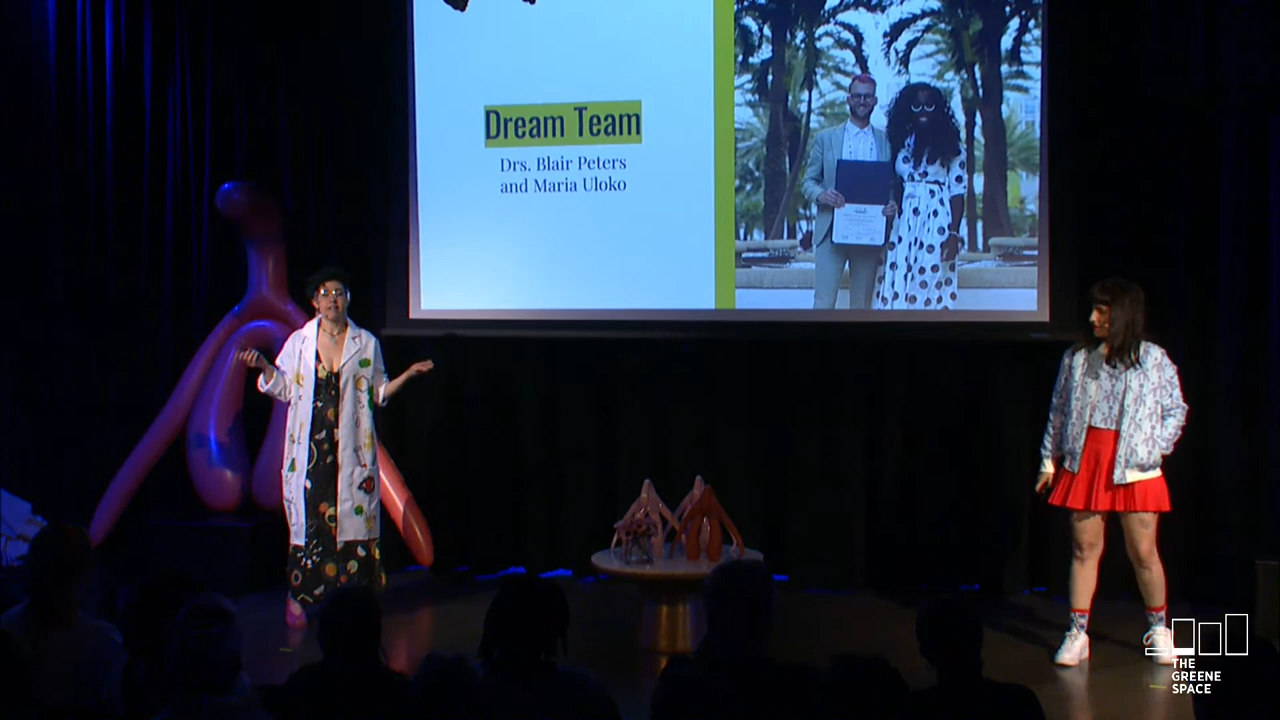 Dream Team
Drs. Blair Peters
and Maria Uloko
THE
GREENE
SPACE